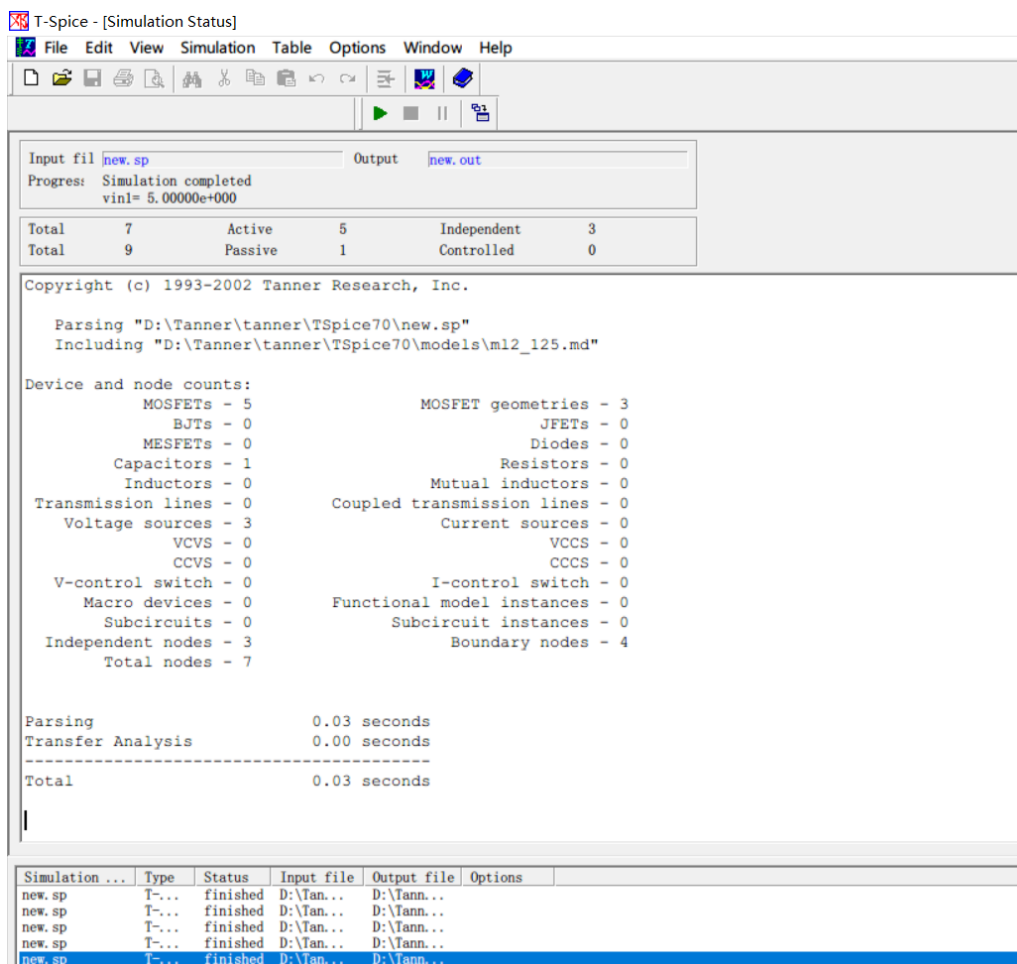 T-Spice - [Simulation Status]
File Edit View Simulation Table Options Window Help
Input fil new.sp Output new.out
Progres: Simulation completed
vin1= 5.00000e+000
Total 7 Active 5 Independent 3
Total 9 Passive 1 Controlled 0
Copyright (c) 1993-2002 Tanner Research, Inc.
Parsing "D:\Tanner\tanner\TSpice70\new.sp"
Including "D:\Tanner\tanner\TSpice70\models\ml2_125.md"
Device and node counts:
MOSFETs - 5 MOSFET geometries - 3
BJTs - 0 JFETs - 0
MESFETs - 0 Diodes - 0
Capacitors - 1 Resistors - 0
Inductors - 0 Mutual inductors - 0
Transmission lines - 0 Coupled transmission lines - 0
Voltage sources - 3 Current sources - 0
VCVS - 0 VCCS - 0
CCVS - 0 CCCS - 0
V-control switch - 0 I-control switch - 0
Macro devices - 0 Functional model instances - 0
Subcircuits - 0 Subcircuit instances - 0
Independent nodes - 3 Boundary nodes - 4
Total nodes - 7
Parsing 0.03 seconds
Transfer Analysis 0.00 seconds
-----------------------------------------
Total 0.03 seconds
Simulation ... Type Status Input file Output file Options
new.sp T-... finished D:\Tan... D:\Tann...
new.sp T-... finished D:\Tan... D:\Tann...
new.sp T-... finished D:\Tan... D:\Tann...
new.sp T-... finished D:\Tan... D:\Tann...
new.sp T-... finished D:\Tan... D:\Tann...